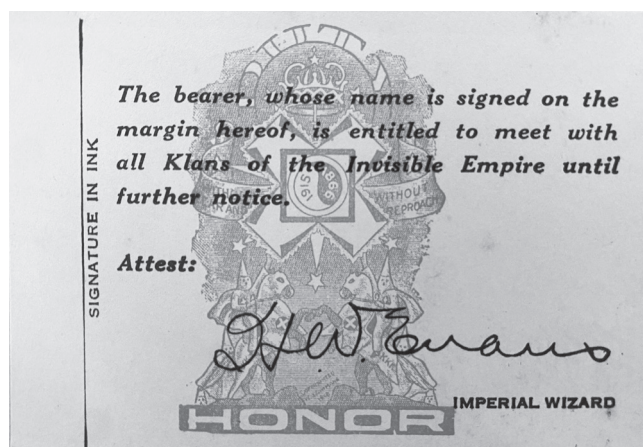 The bearer, whose name is signed on the
margin hereof, is entitled to meet with
all Klans of the Invisible Empire until
further notice.
Attest:
H.W. Evans
IMPERIAL WIZARD
HONOR
SIGNATURE IN INK
WITHOUT
REPROACH
1866
1915